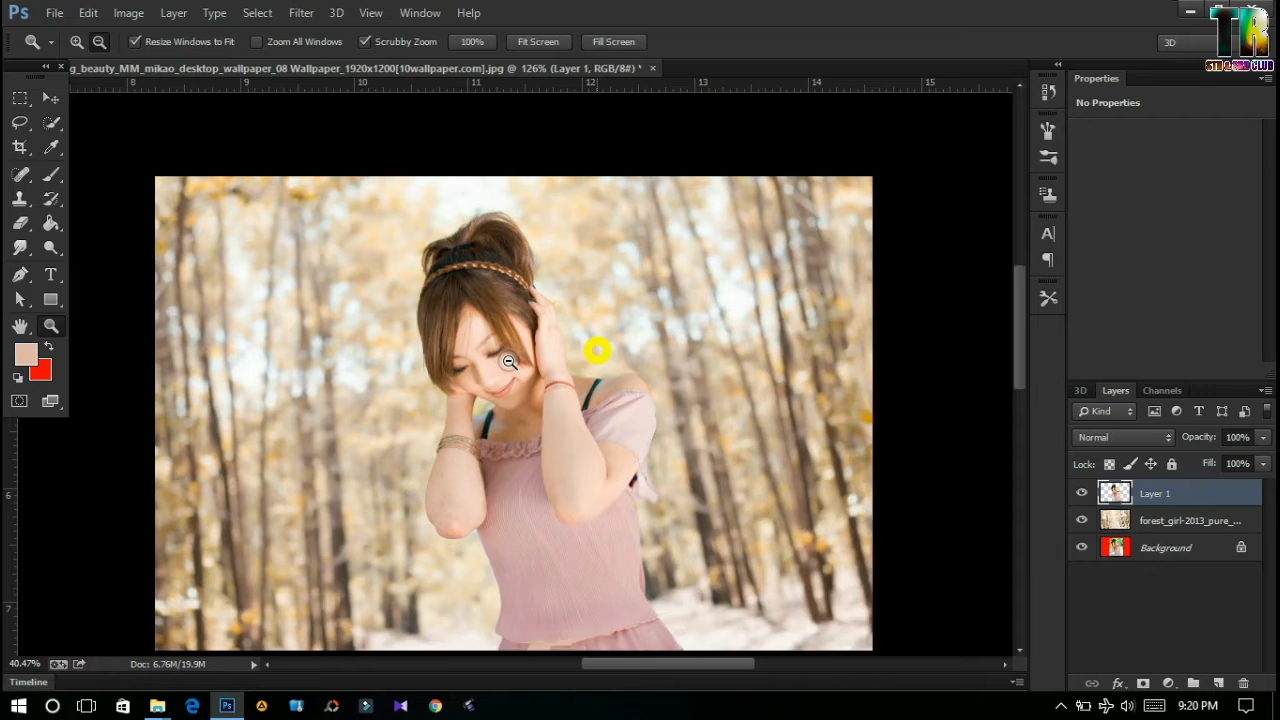 Ps File Edit Image Layer Type Select Filter 3D View Window Help
Resize Windows to Fit Zoom All Windows Scrubby Zoom 100% Fit Screen Fill Screen 3D
g_beauty_MM_mikao_desktop_wallpaper_08 Wallpaper_1920x1200[10wallpaper.com].jpg @ 126% (Layer 1, RGB/8#) *
8 9 10 11 12 13 14 15
Properties
No Properties
3D Layers Channels
Kind
Normal Opacity: 100%
Lock: Fill: 100%
Layer 1
forest_girl-2013_pure_...
Background
6
7
40.47% Doc: 6.76M/19.9M
Timeline
9:20 PM